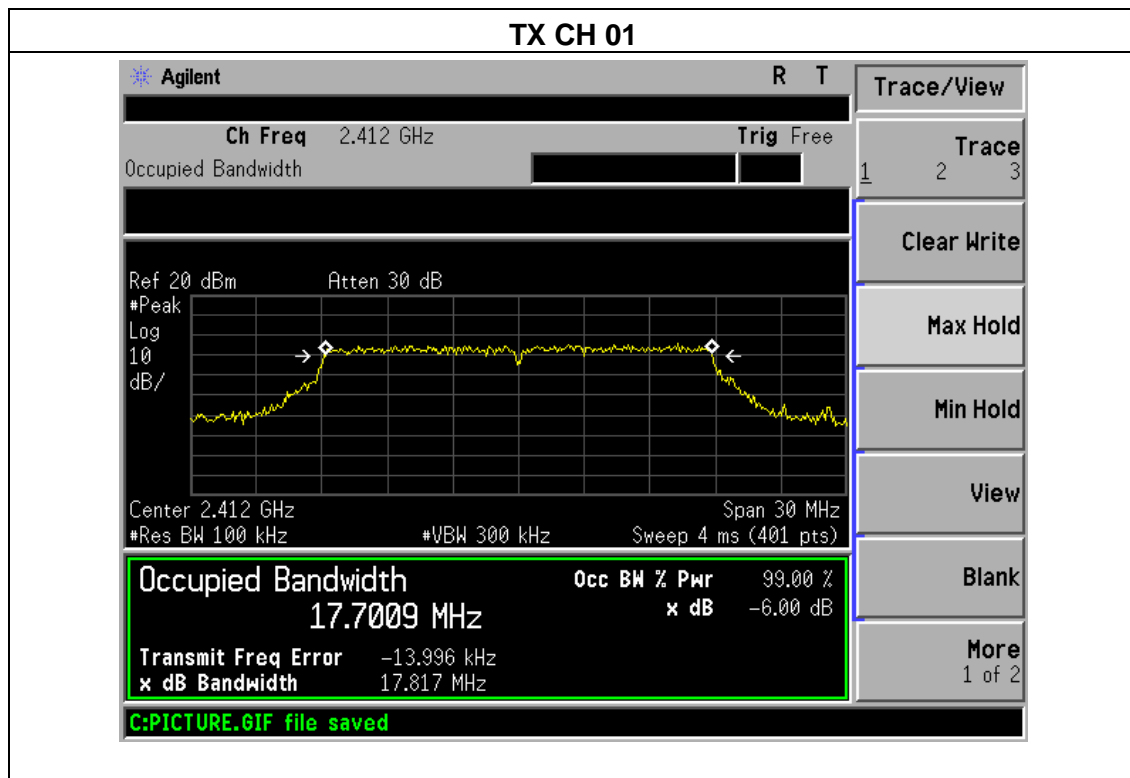 TX CH 01
Agilent R T
Ch Freq 2.412 GHz Trig Free
Occupied Bandwidth
Ref 20 dBm Atten 30 dB
#Peak
Log
10
dB/
Center 2.412 GHz Span 30 MHz
#Res BW 100 kHz #VBW 300 kHz Sweep 4 ms (401 pts)
Occupied Bandwidth Occ BW % Pwr 99.00 %
17.7009 MHz x dB -6.00 dB
Transmit Freq Error -13.996 kHz
x dB Bandwidth 17.817 MHz
C:PICTURE.GIF file saved
Trace/View
Trace
1 2 3
Clear Write
Max Hold
Min Hold
View
Blank
More
1 of 2